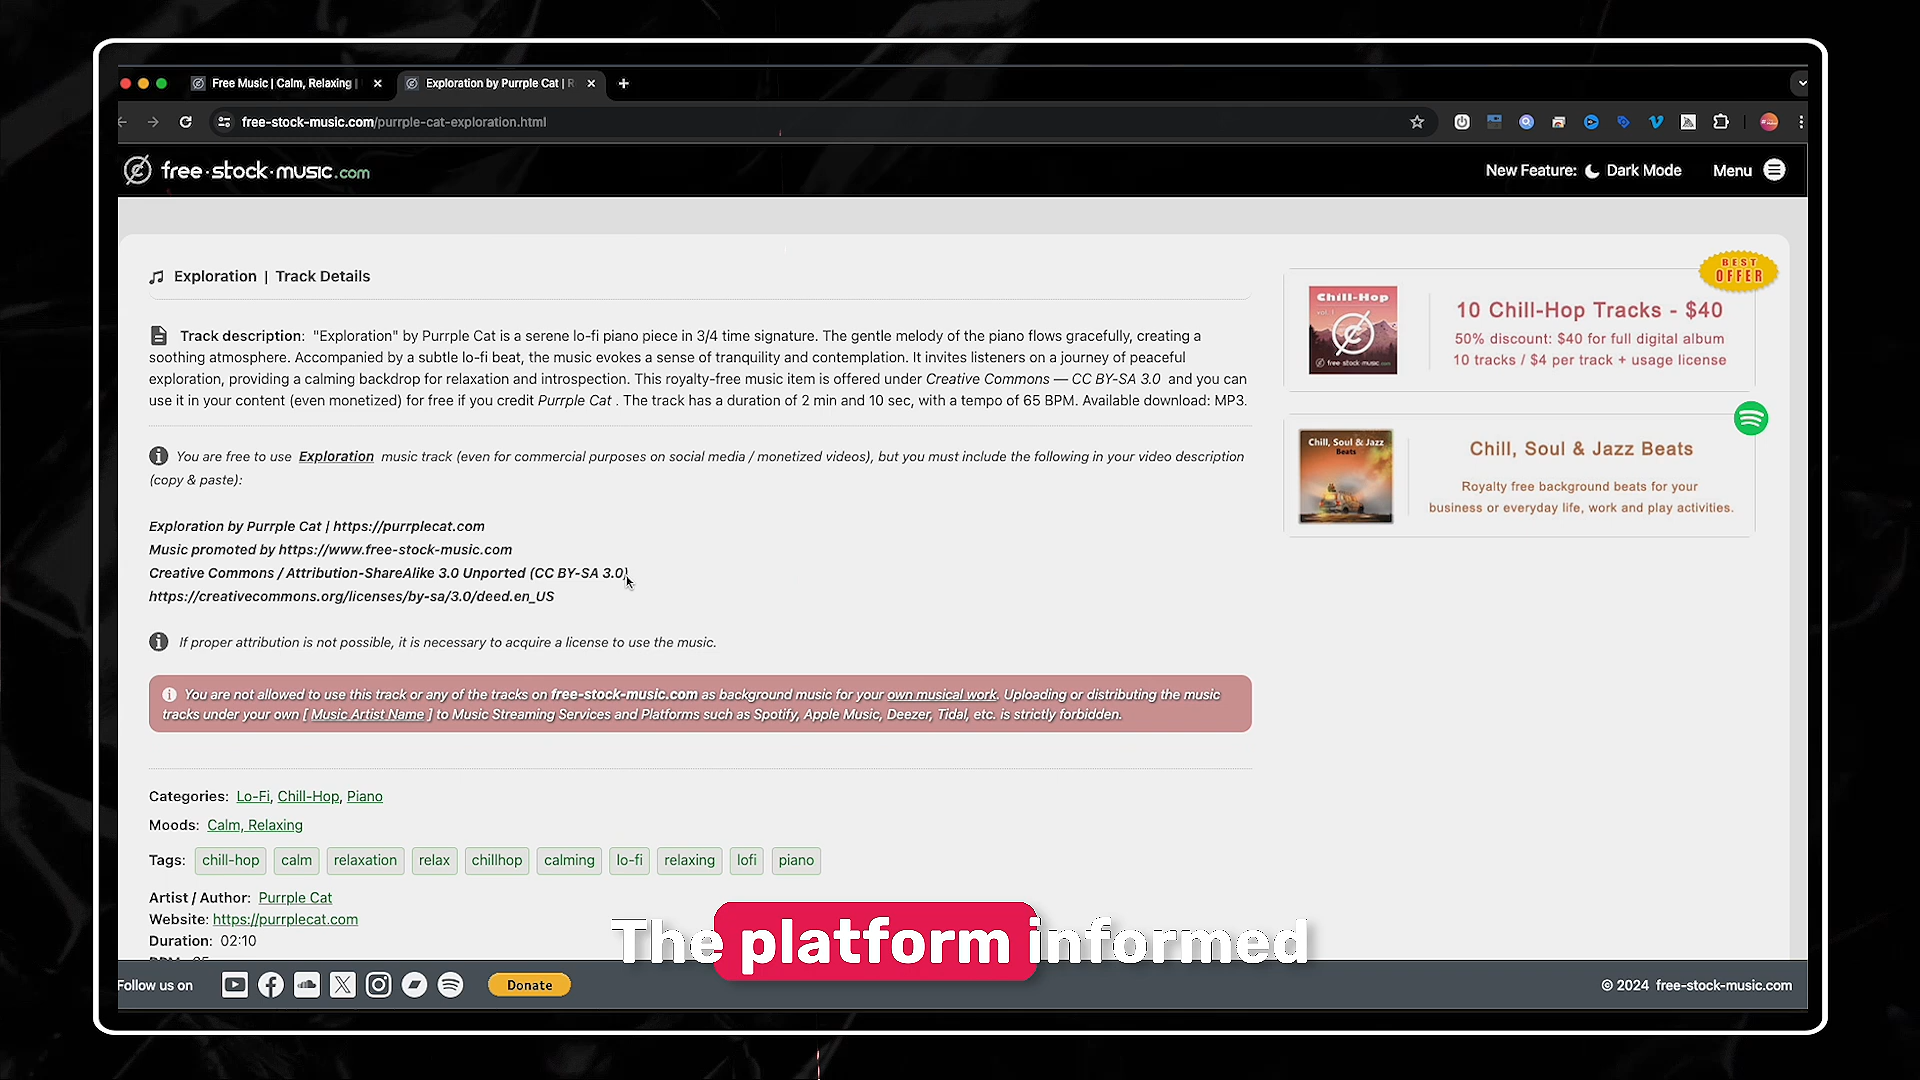 Free Music | Calm, Relaxing |
Exploration by Purrple Cat | R
free-stock-music.com/purrple-cat-exploration.html
free·stock·music.com
New Feature: Dark Mode
Menu
Exploration | Track Details
Track description: "Exploration" by Purrple Cat is a serene lo-fi piano piece in 3/4 time signature. The gentle melody of the piano flows gracefully, creating a
soothing atmosphere. Accompanied by a subtle lo-fi beat, the music evokes a sense of tranquility and contemplation. It invites listeners on a journey of peaceful
exploration, providing a calming backdrop for relaxation and introspection. This royalty-free music item is offered under Creative Commons — CC BY-SA 3.0 and you can
use it in your content (even monetized) for free if you credit Purrple Cat . The track has a duration of 2 min and 10 sec, with a tempo of 65 BPM. Available download: MP3.
You are free to use Exploration music track (even for commercial purposes on social media / monetized videos), but you must include the following in your video description
(copy & paste):
Exploration by Purrple Cat | https://purrplecat.com
Music promoted by https://www.free-stock-music.com
Creative Commons / Attribution-ShareAlike 3.0 Unported (CC BY-SA 3.0)
https://creativecommons.org/licenses/by-sa/3.0/deed.en_US
If proper attribution is not possible, it is necessary to acquire a license to use the music.
You are not allowed to use this track or any of the tracks on free-stock-music.com as background music for your own musical work. Uploading or distributing the music
tracks under your own [ Music Artist Name ] to Music Streaming Services and Platforms such as Spotify, Apple Music, Deezer, Tidal, etc. is strictly forbidden.
Categories: Lo-Fi, Chill-Hop, Piano
Moods: Calm, Relaxing
Tags: chill-hop calm relaxation relax chillhop calming lo-fi relaxing lofi piano
Artist / Author: Purrple Cat
Website: https://purrplecat.com
Duration: 02:10
BEST
OFFER
Chill-Hop
vol. 1
free-stock-music.com
10 Chill-Hop Tracks - $40
50% discount: $40 for full digital album
10 tracks / $4 per track + usage license
Chill, Soul & Jazz
Beats
Chill, Soul & Jazz Beats
Royalty free background beats for your
business or everyday life, work and play activities.
The platform informed
Follow us on
Donate
© 2024 free-stock-music.com